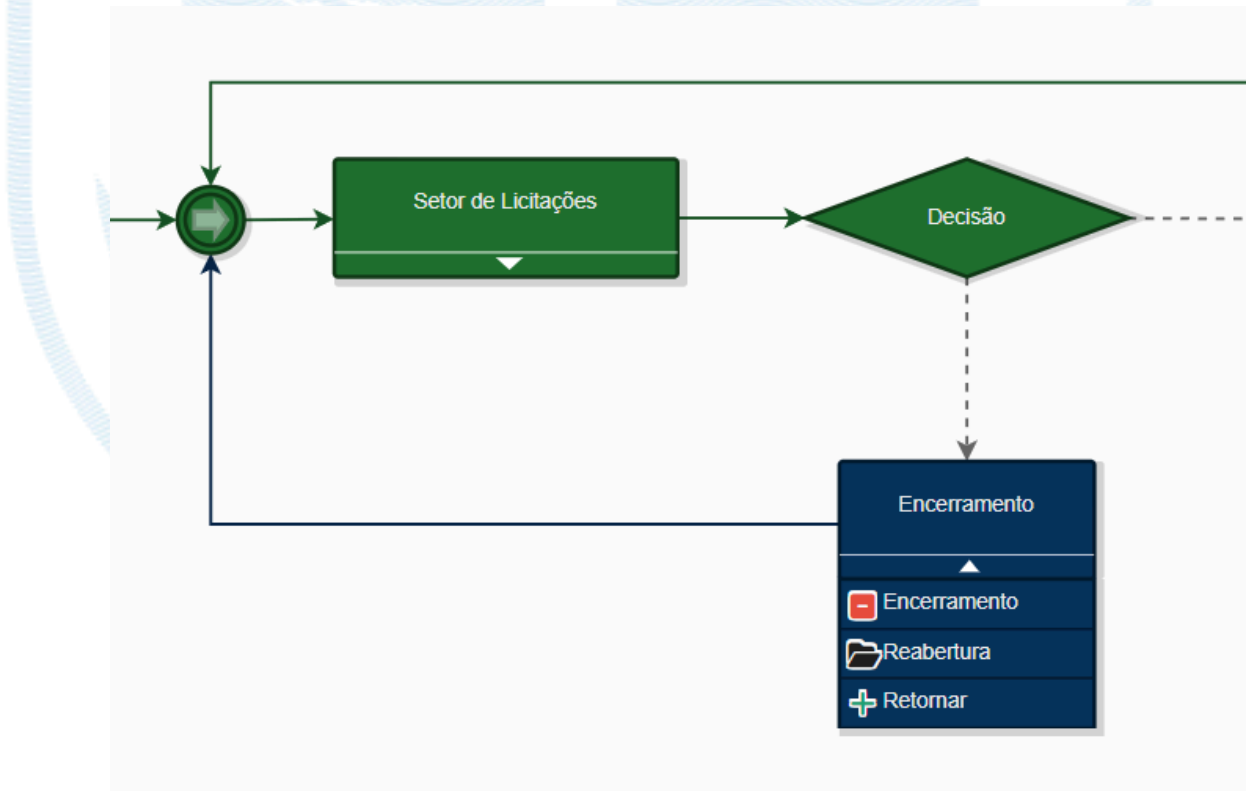 Setor de Licitações
Decisão
Encerramento
Encerramento
Reabertura
Retornar